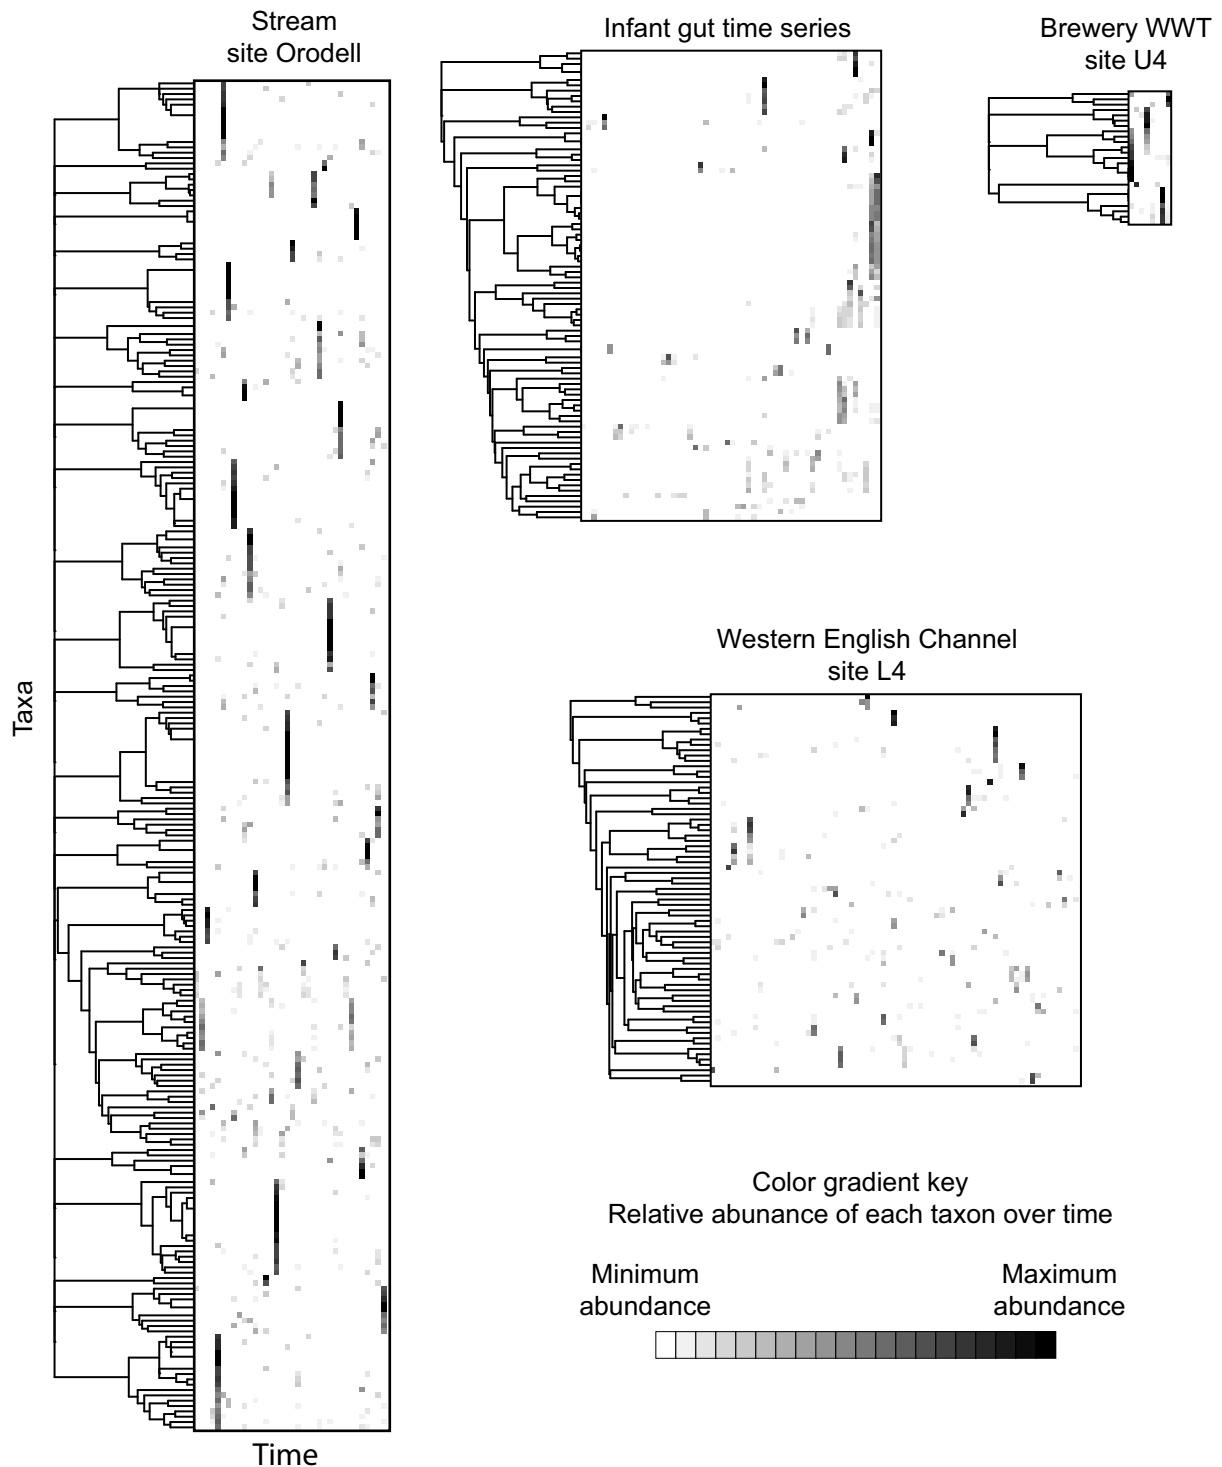 Stream
site Orodell
Infant gut time series
Brewery WWT
site U4
Western English Channel
site L4
Taxa
Time
Color gradient key
Relative abunance of each taxon over time
Minimum
abundance
Maximum
abundance